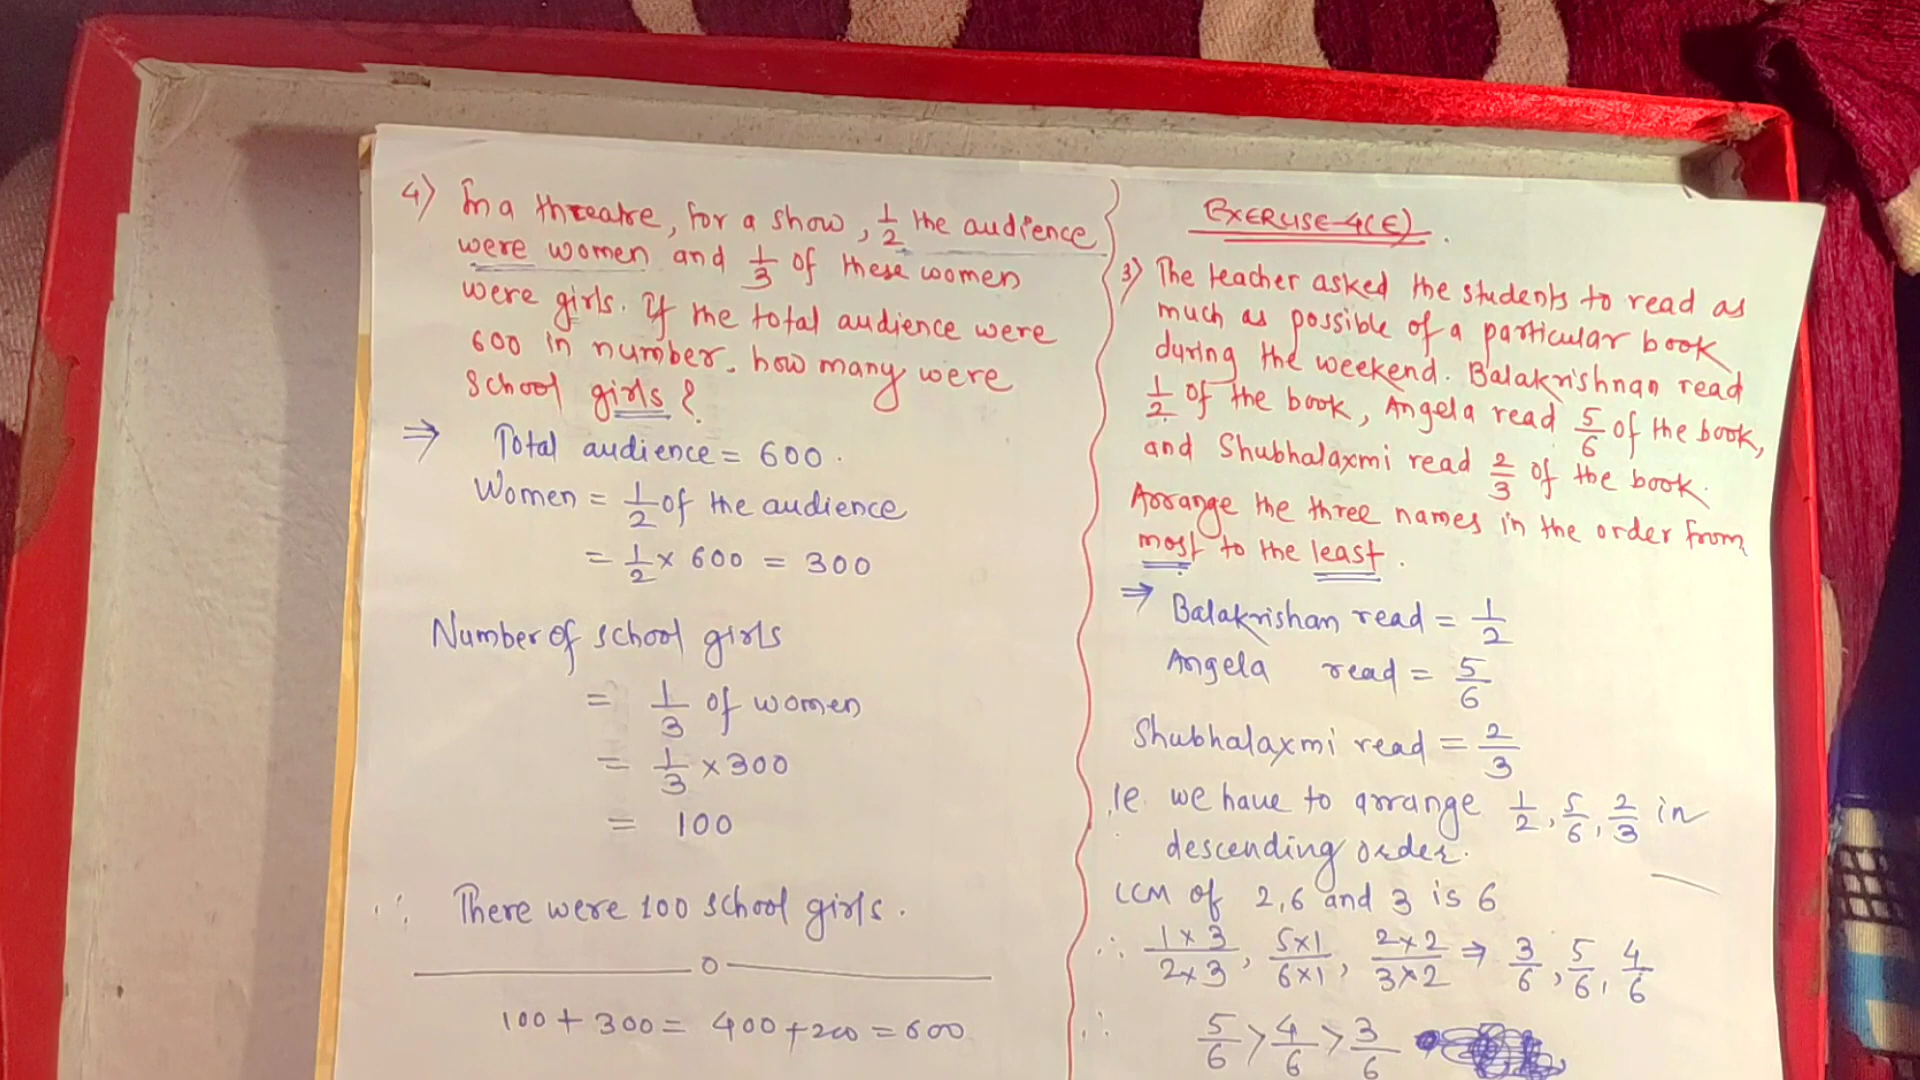 4) In a threatre, for a show, 1/2 the audience
were women and 1/3 of these women
were girls. If the total audience were
600 in number, how many were
School girls?
⇒ Total audience = 600.
Women = 1/2 of the audience
= 1/2 × 600 = 300
Number of school girls
= 1/3 of women
= 1/3 × 300
= 100
∴ There were 100 school girls.
100 + 300 = 400 + 200 = 600
EXERCISE-4(E).
3) The teacher asked the students to read as
much as possible of a particular book
during the weekend. Balakrishnan read
1/2 of the book, Angela read 5/6 of the book,
and Shubhalaxmi read 2/3 of the book.
Arrange the three names in the order from
most to the least.
⇒ Balakrishan read = 1/2
Angela read = 5/6
Shubhalaxmi read = 2/3
ie. we have to arrange 1/2, 5/6, 2/3 in
descending order.
LCM of 2,6 and 3 is 6
∴ 1×3/2×3, 5×1/6×1, 2×2/3×2 ⇒ 3/6, 5/6, 4/6
∴ 5/6 > 4/6 > 3/6